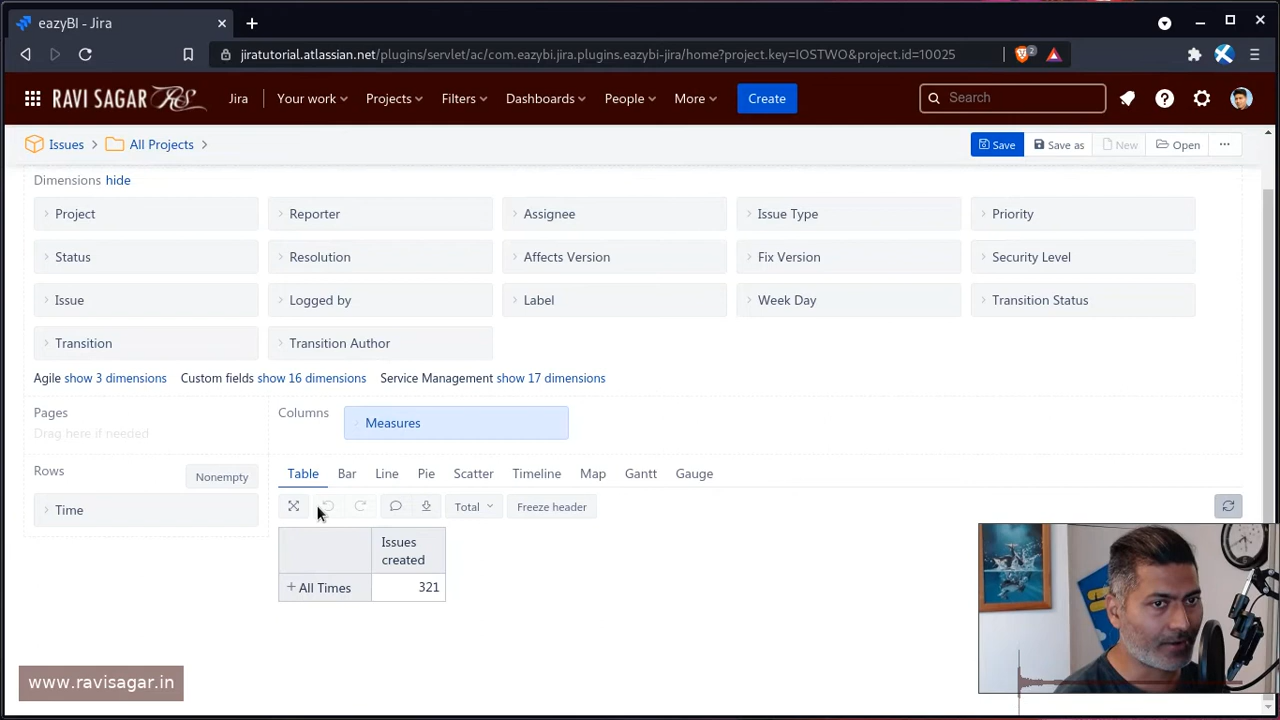 eazyBI - Jira
jiratutorial.atlassian.net/plugins/servlet/ac/com.eazybi.jira.plugins.eazybi-jira/home?project.key=IOSTWO&project.id=10025
2
RAVI SAGAR RS Jira Your work Projects Filters Dashboards People More Create Search
Issues All Projects Save Save as New Open
Dimensions hide
Project Reporter Assignee Issue Type Priority
Status Resolution Affects Version Fix Version Security Level
Issue Logged by Label Week Day Transition Status
Transition Transition Author
Agile show 3 dimensions Custom fields show 16 dimensions Service Management show 17 dimensions
Pages Columns Measures
Drag here if needed
Rows Nonempty Table Bar Line Pie Scatter Timeline Map Gantt Gauge
Time Total Freeze header
Issues
created
+ All Times 321
www.ravisagar.in